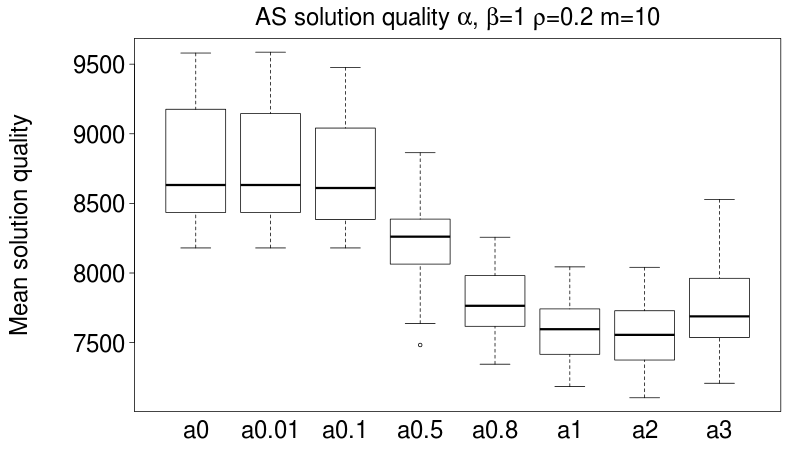 AS solution quality α, β=1 ρ=0.2 m=10
Mean solution quality
9500
9000
8500
8000
7500
a0 a0.01 a0.1 a0.5 a0.8 a1 a2 a3